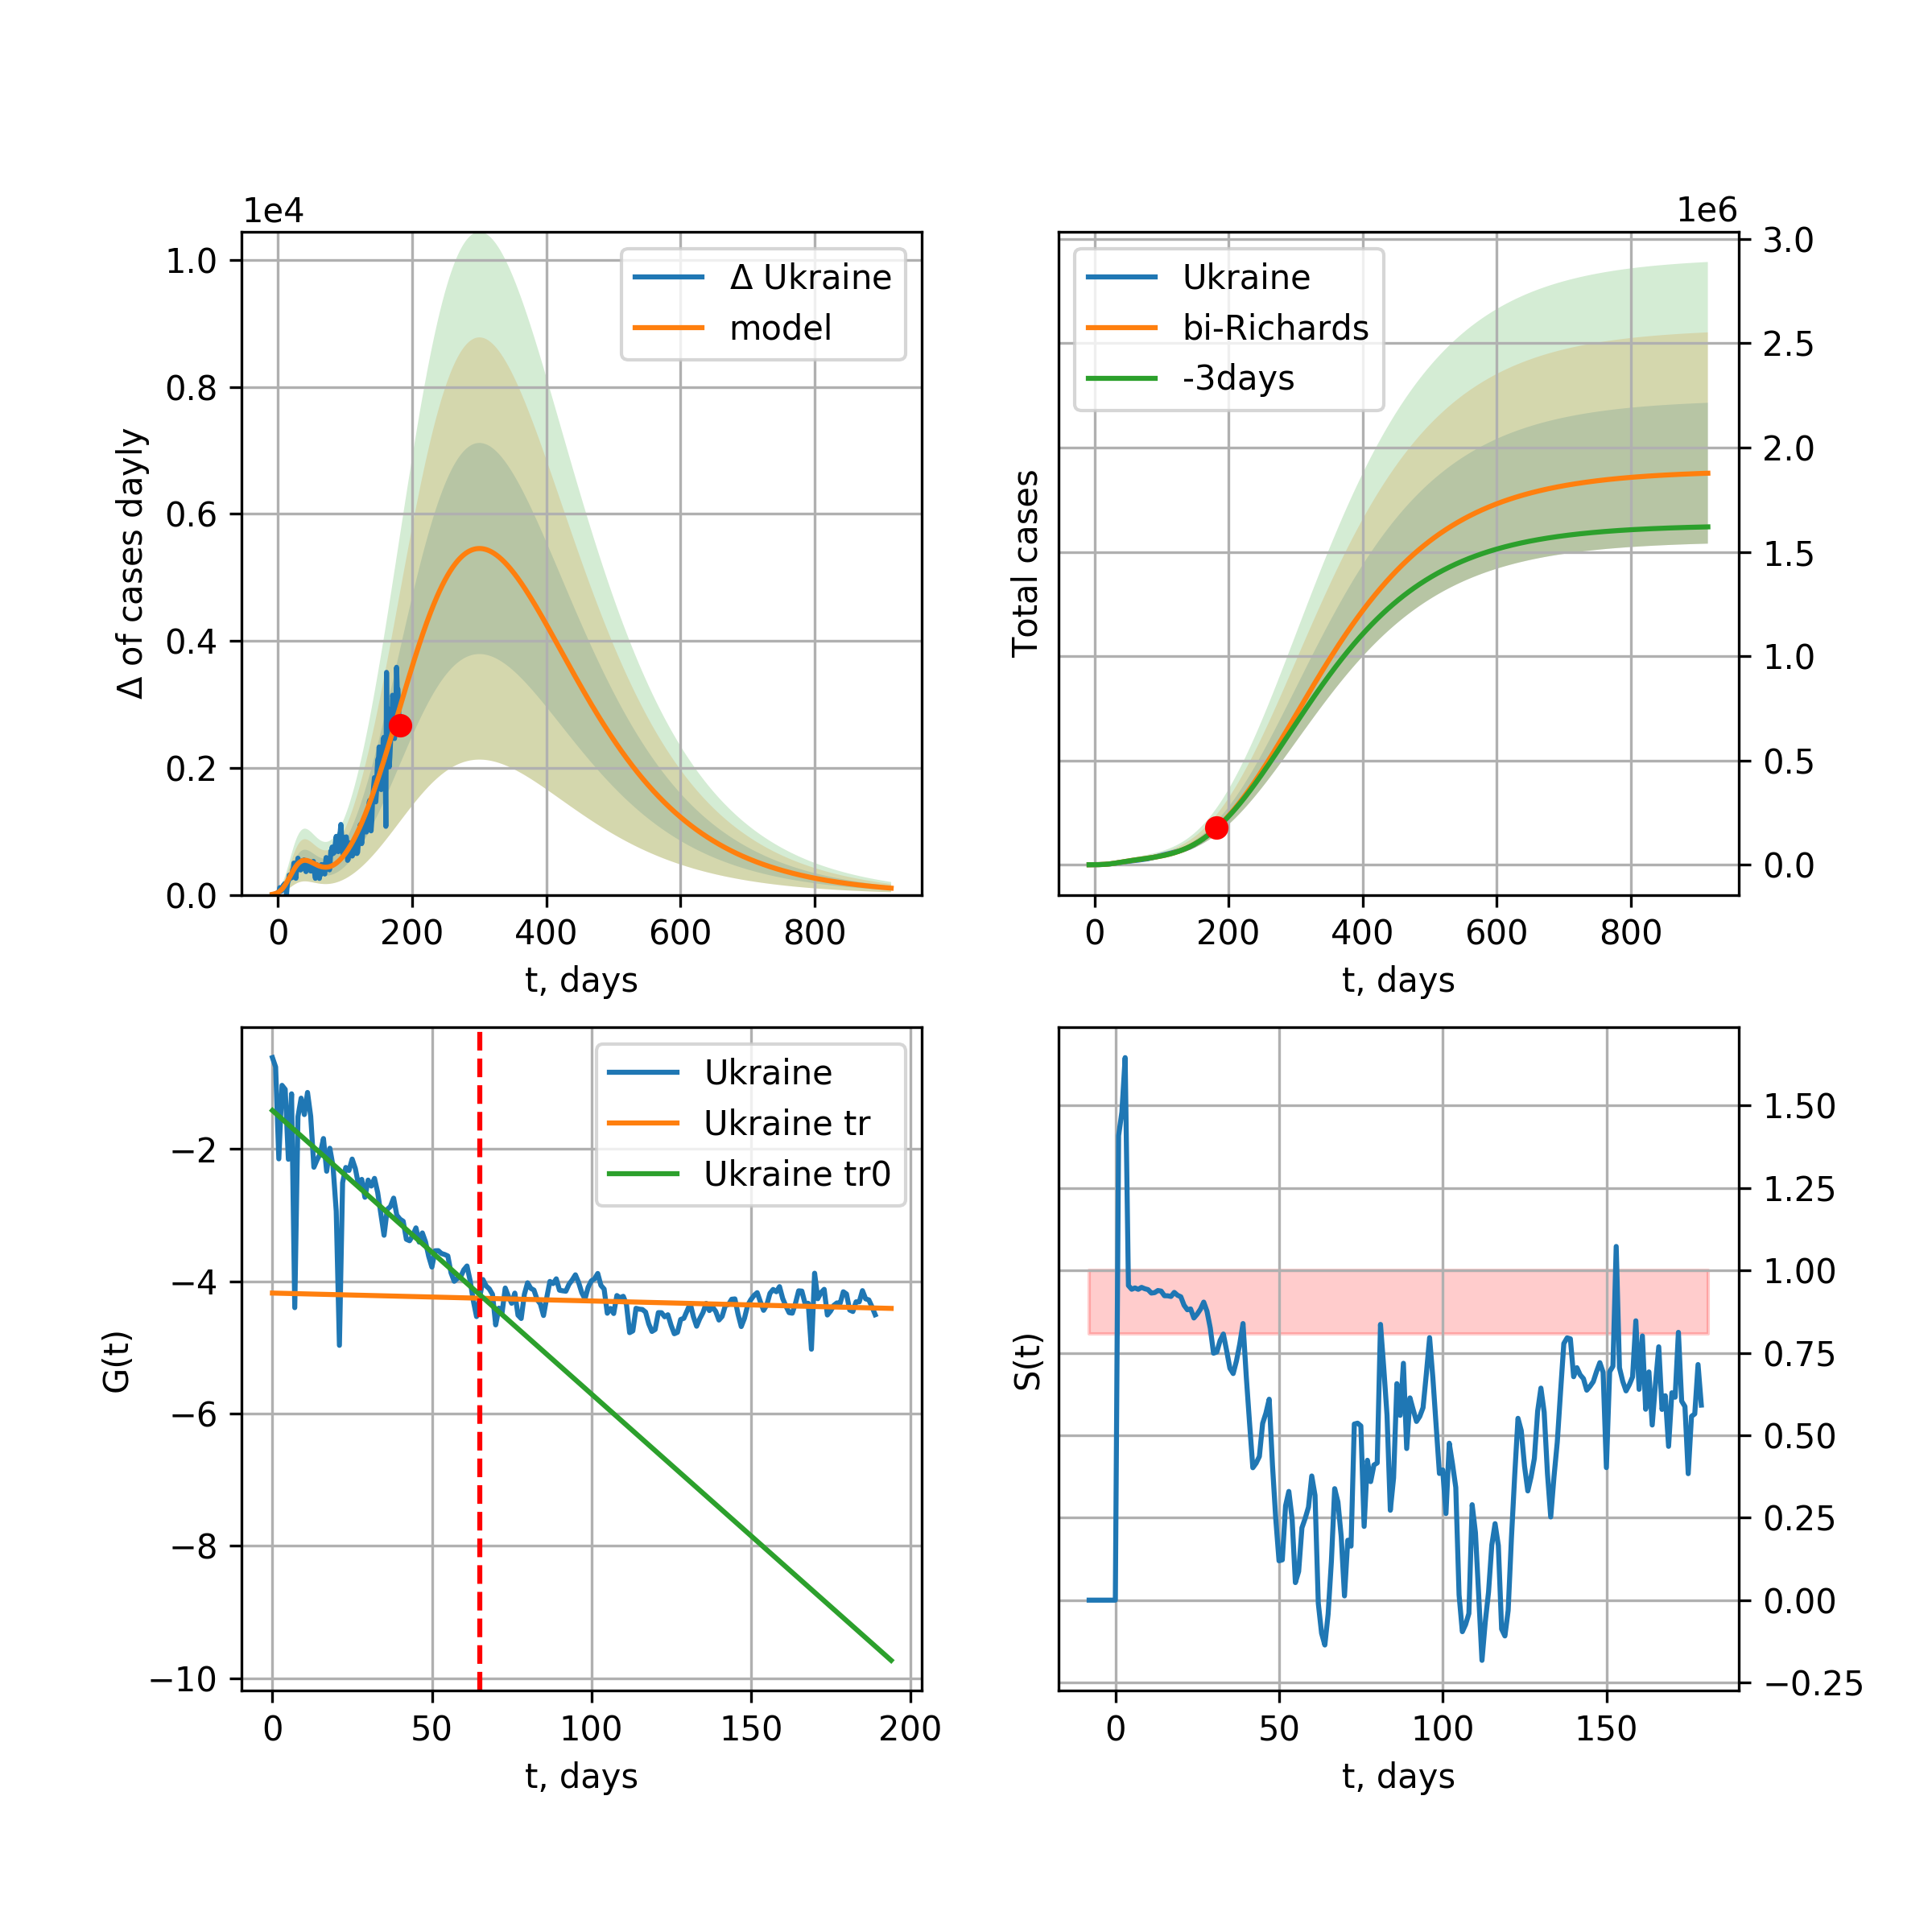 1e4
Δ of cases dayly
1.0
0.8
0.6
0.4
0.2
0.0
Δ Ukraine
model
0 200 400 600 800
t, days
1e6
Total cases
Ukraine
bi-Richards
-3days
3.0
2.5
2.0
1.5
1.0
0.5
0.0
0 200 400 600 800
t, days
G(t)
−2
−4
−6
−8
−10
Ukraine
Ukraine tr
Ukraine tr0
0 50 100 150 200
t, days
S(t)
1.50
1.25
1.00
0.75
0.50
0.25
0.00
−0.25
0 50 100 150
t, days